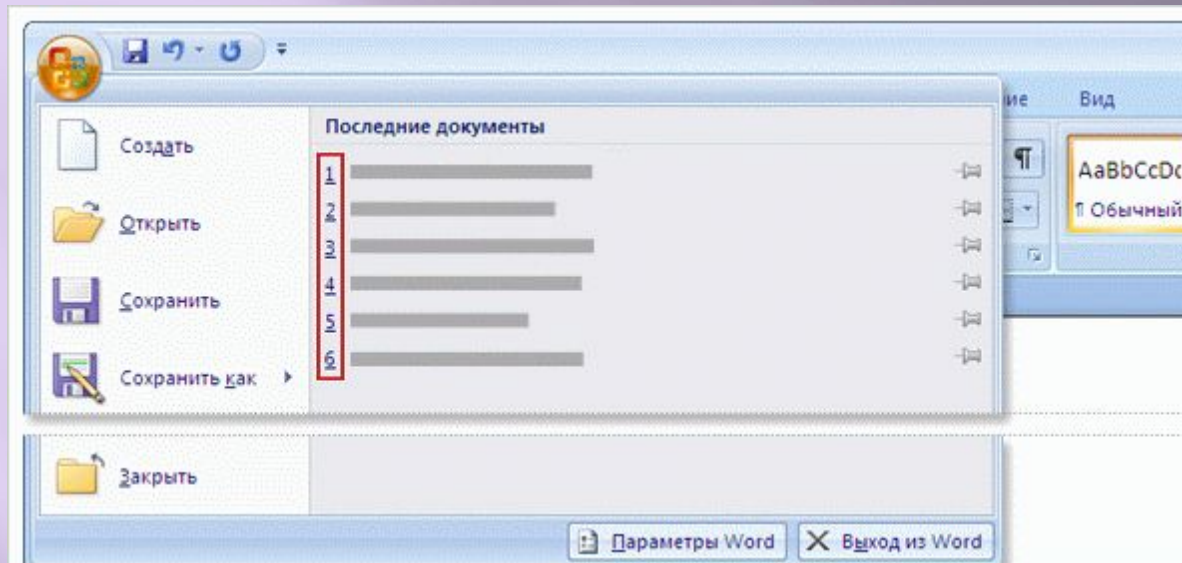 ие
Вид
Последние документы
Создать
1
2
3
4
5
6
Открыть
Сохранить
Сохранить как
¶
AaBbCcDc
¶ Обычный
Закрыть
Параметры Word
Выход из Word